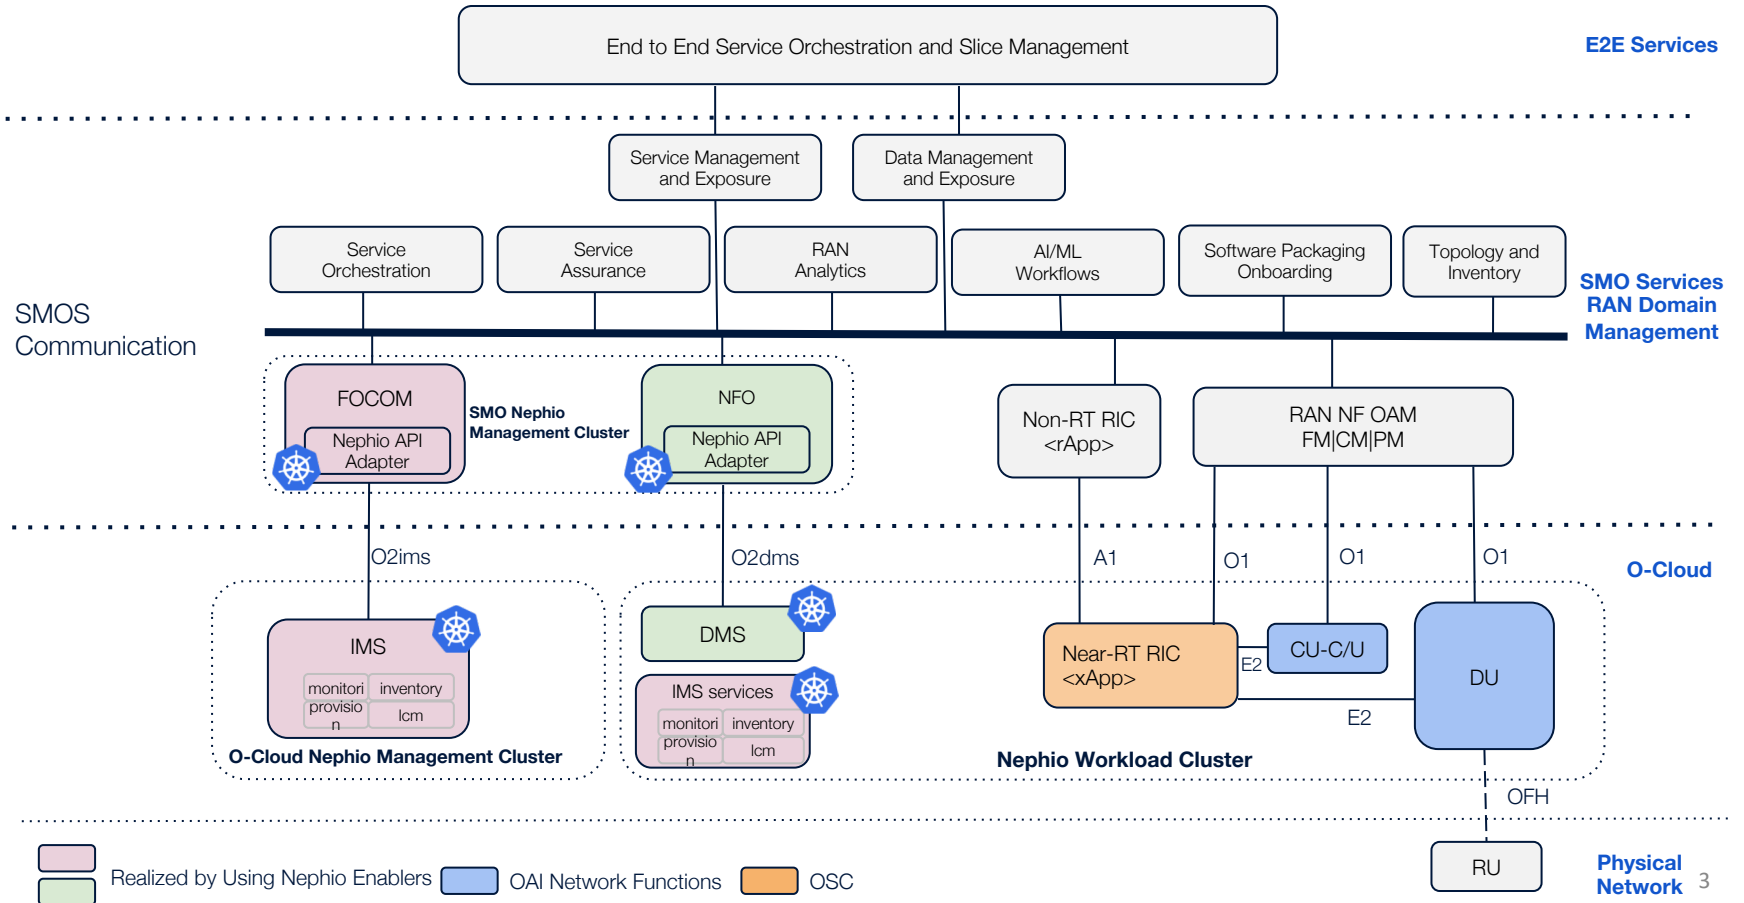 End to End Service Orchestration and Slice Management
E2E Services
Service Management
and Exposure
Data Management
and Exposure
Service
Orchestration
Service
Assurance
RAN
Analytics
AI/ML
Workflows
Software Packaging
Onboarding
Topology and
Inventory
SMO Services
RAN Domain
Management
SMOS
Communication
FOCOM
Nephio API
Adapter
SMO Nephio
Management Cluster
NFO
Nephio API
Adapter
Non-RT RIC
<rApp>
RAN NF OAM
FM|CM|PM
O2ims
O2dms
A1
O1
O1
O1
O-Cloud
IMS
monitori
inventory
provisio
n
lcm
O-Cloud Nephio Management Cluster
DMS
IMS services
monitori
inventory
provisio
n
lcm
Near-RT RIC
<xApp>
E2
CU-C/U
E2
DU
Nephio Workload Cluster
OFH
RU
Physical
Network
3
Realized by Using Nephio Enablers
OAI Network Functions
OSC